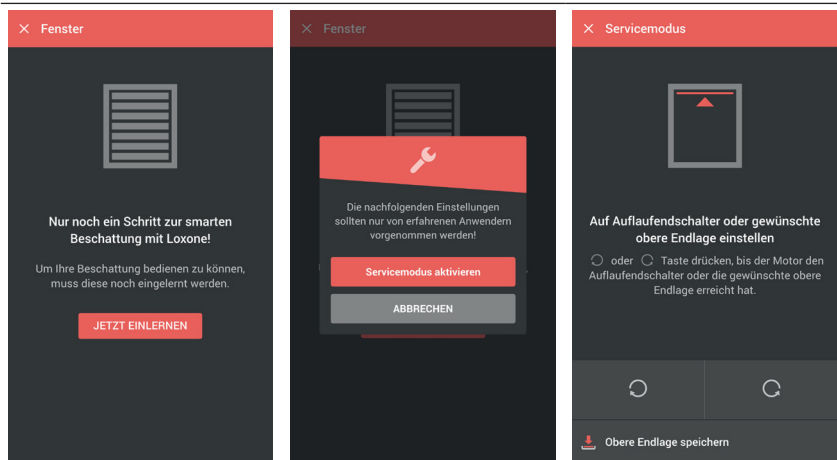 Fenster
Nur noch ein Schritt zur smarten
Beschattung mit Loxone!
Um Ihre Beschattung bedienen zu können,
muss diese noch eingelernt werden.
JETZT EINLERNEN
Fenster
Die nachfolgenden Einstellungen
sollten nur von erfahrenen Anwendern
vorgenommen werden!
Servicemodus aktivieren
ABBRECHEN
Servicemodus
Auf Auflaufendschalter oder gewünschte
obere Endlage einstellen
oder Taste drücken, bis der Motor den
Auflaufendschalter oder die gewünschte obere
Endlage erreicht hat.
Obere Endlage speichern